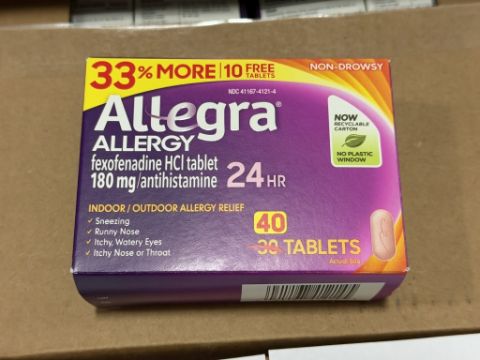 33% MORE | 10 FREE TABLETS
NON-DROWSY
NDC 41167-4121-4
Allegra®
ALLERGY
fexofenadine HCl tablet
180 mg/antihistamine
24 HR
NOW
RECYCLABLE
CARTON
NO PLASTIC
WINDOW
INDOOR / OUTDOOR ALLERGY RELIEF
✓ Sneezing
✓ Runny Nose
✓ Itchy, Watery Eyes
✓ Itchy Nose or Throat
40
30 TABLETS
Actual Size